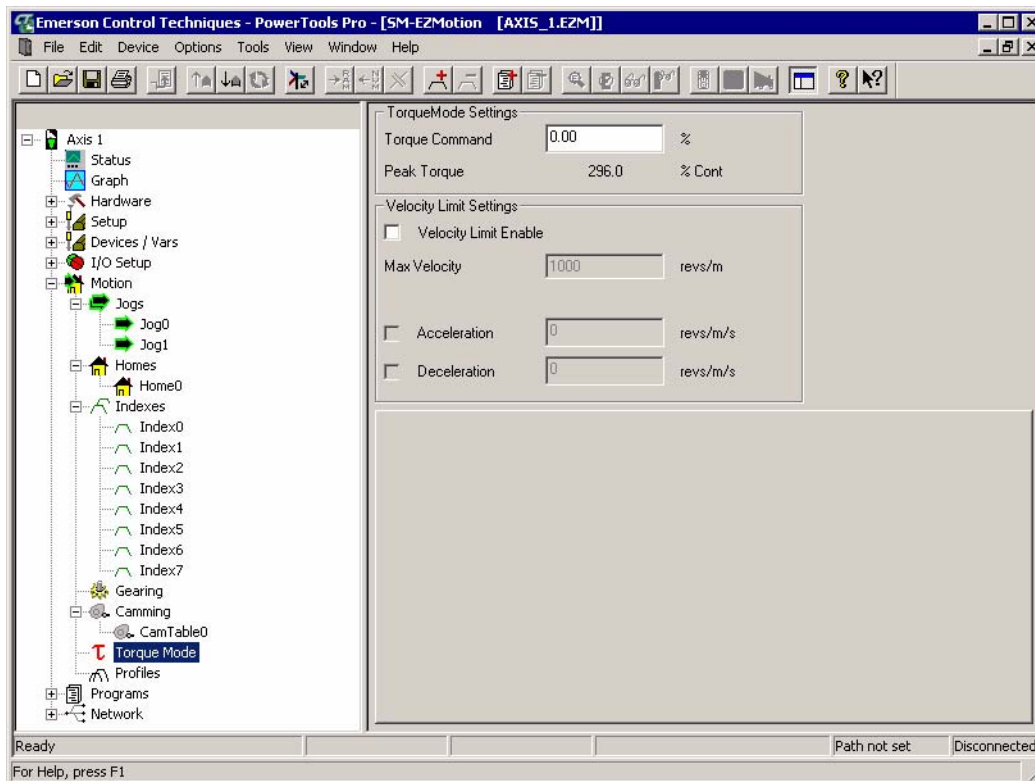 Emerson Control Techniques - PowerTools Pro - [SM-EZMotion [AXIS_1.EZM]]
File Edit Device Options Tools View Window Help
Axis 1
Status
Graph
Hardware
Setup
Devices / Vars
I/O Setup
Motion
Jogs
Jog0
Jog1
Homes
Home0
Indexes
Index0
Index1
Index2
Index3
Index4
Index5
Index6
Index7
Gearing
Camming
CamTable0
Torque Mode
Profiles
Programs
Network
TorqueMode Settings
Torque Command 0.00 %
Peak Torque 296.0 % Cont
Velocity Limit Settings
Velocity Limit Enable
Max Velocity 1000 revs/m
Acceleration 0 revs/m/s
Deceleration 0 revs/m/s
Ready Path not set Disconnected
For Help, press F1